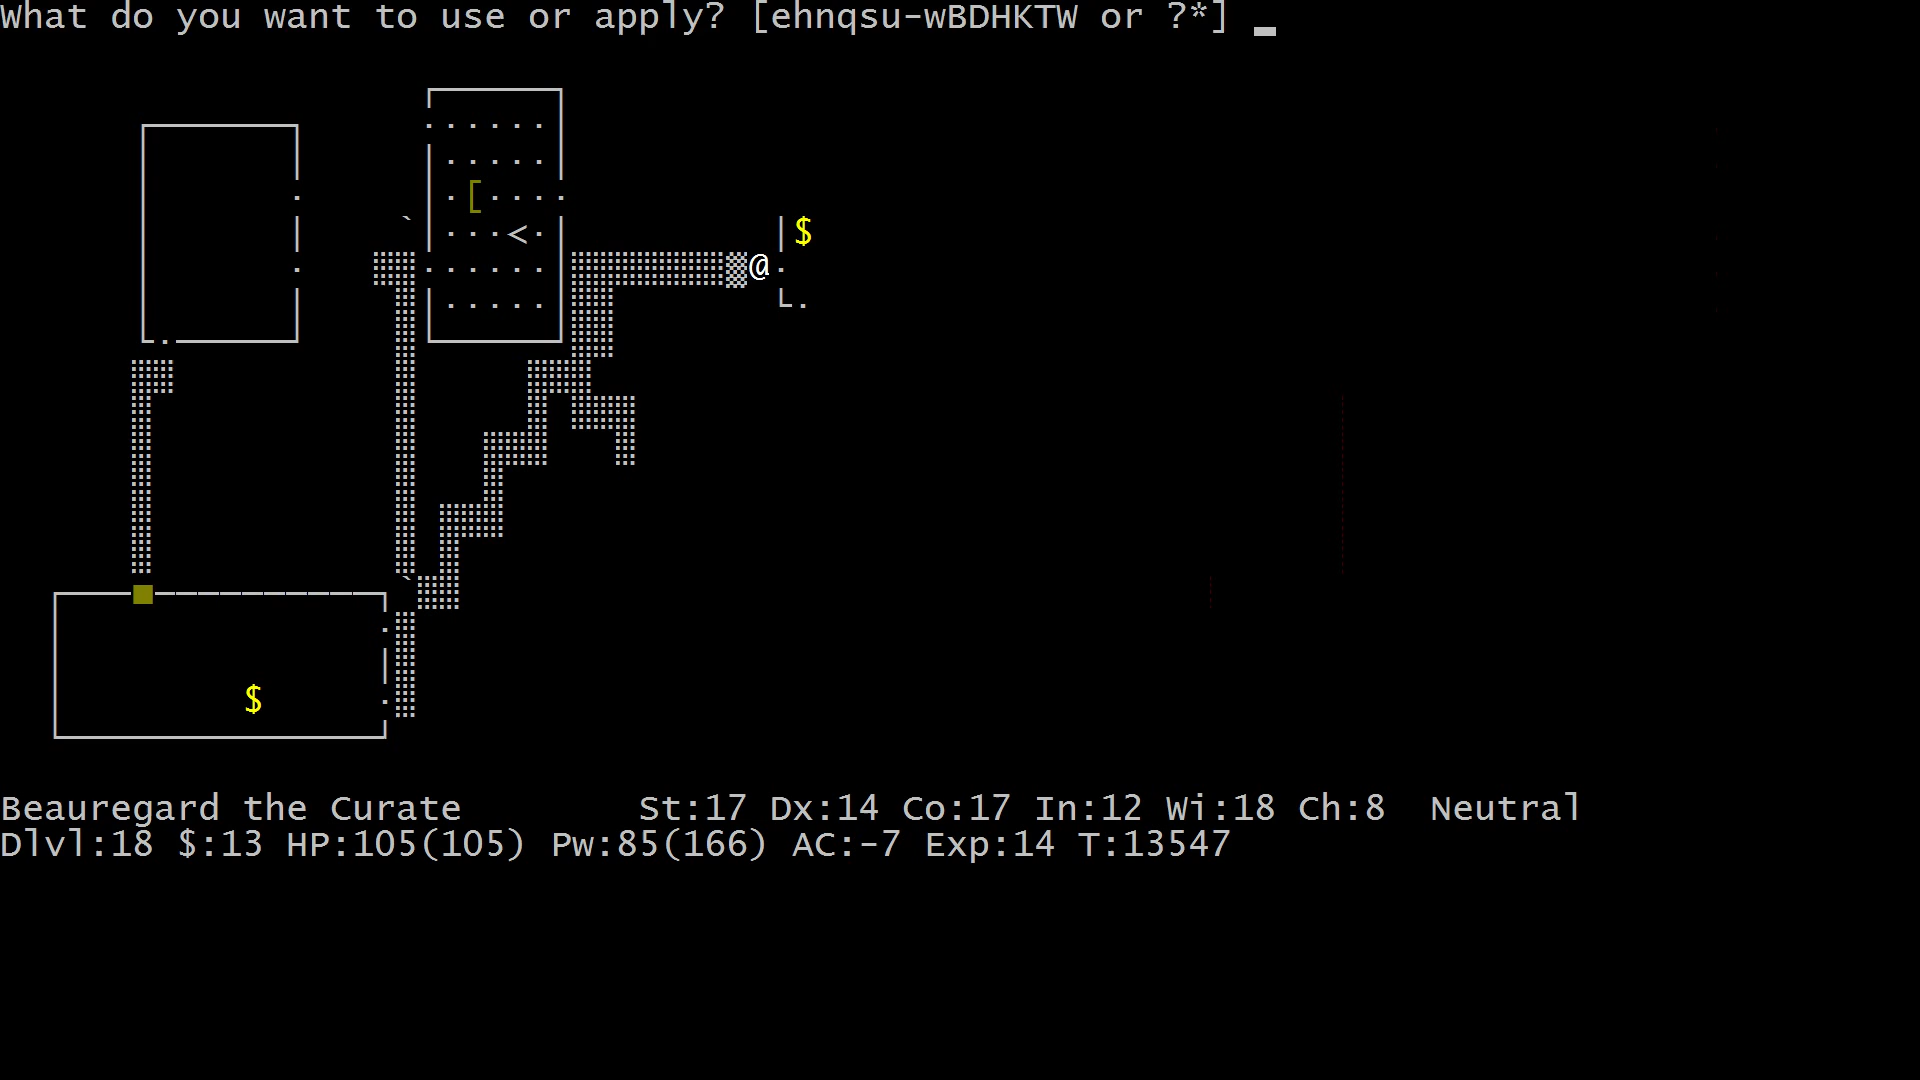 What do you want to use or apply? [ehnqsu-wBDHKTW or ?*]
Beauregard the Curate St:17 Dx:14 Co:17 In:12 Wi:18 Ch:8 Neutral
Dlvl:18 $:13 HP:105(105) Pw:85(166) AC:-7 Exp:14 T:13547